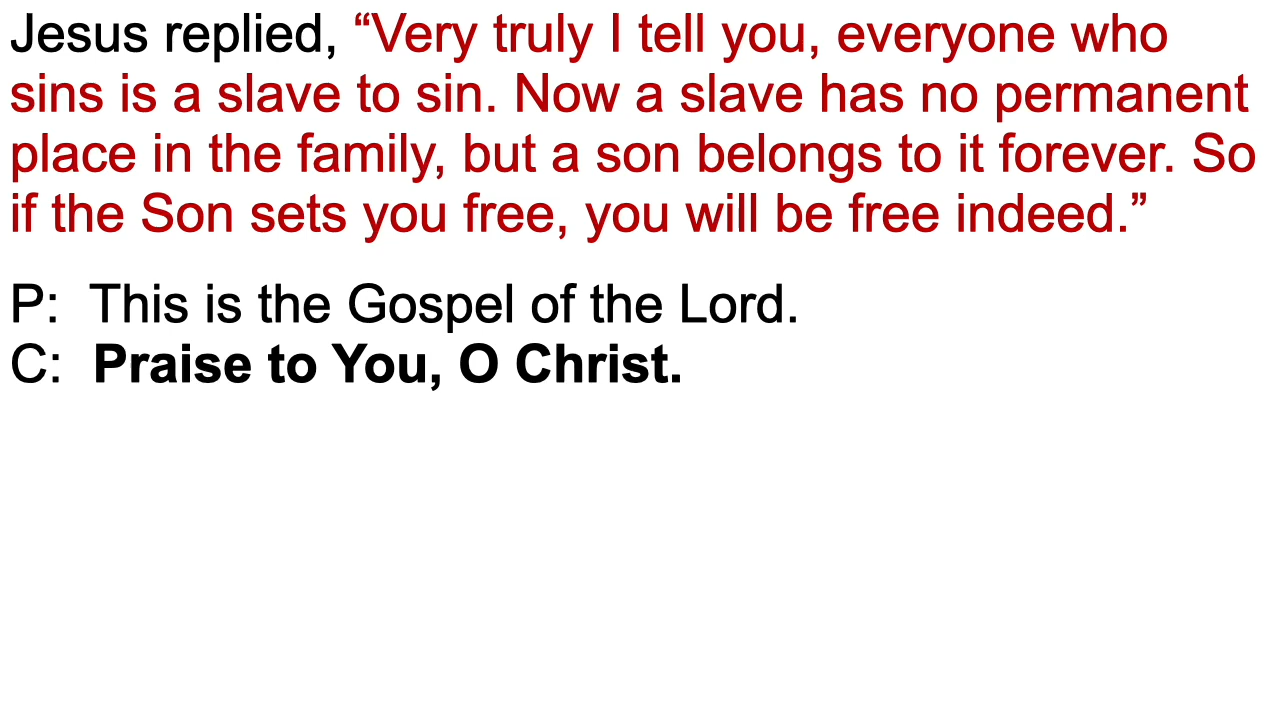 Jesus replied, “Very truly I tell you, everyone who
sins is a slave to sin. Now a slave has no permanent
place in the family, but a son belongs to it forever. So
if the Son sets you free, you will be free indeed.”
P:  This is the Gospel of the Lord.
C:  Praise to You, O Christ.